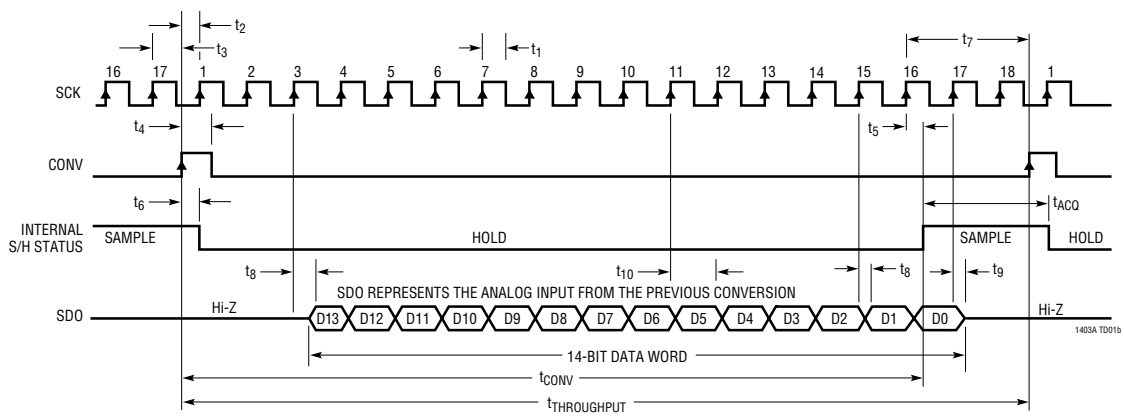 t2
t3
t1
t7
16 17 1 2 3 4 5 6 7 8 9 10 11 12 13 14 15 16 17 18 1
SCK
t4
t5
CONV
t6
tACQ
INTERNAL
S/H STATUS
SAMPLE HOLD SAMPLE HOLD
t8 t10 t8 t9
SDO REPRESENTS THE ANALOG INPUT FROM THE PREVIOUS CONVERSION
SDO Hi-Z D13 D12 D11 D10 D9 D8 D7 D6 D5 D4 D3 D2 D1 D0 Hi-Z
1403A TD01b
14-BIT DATA WORD
tCONV
tTHROUGHPUT